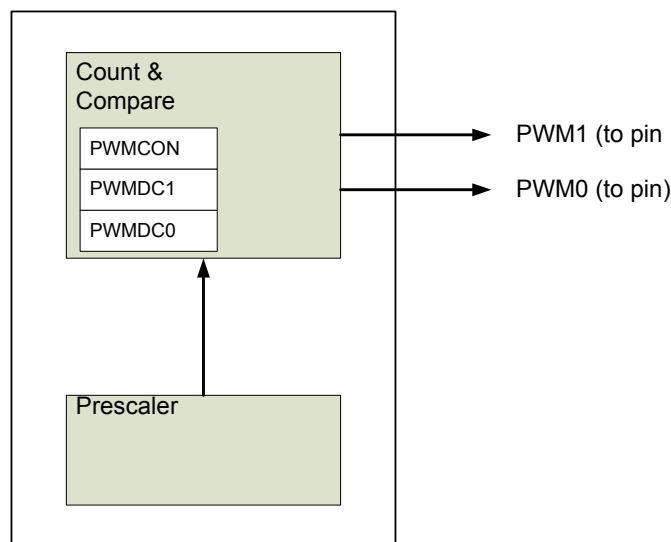 Count &
Compare
PWMCON
PWMDC1
PWMDC0
PWM1 (to pin
PWM0 (to pin)
Prescaler